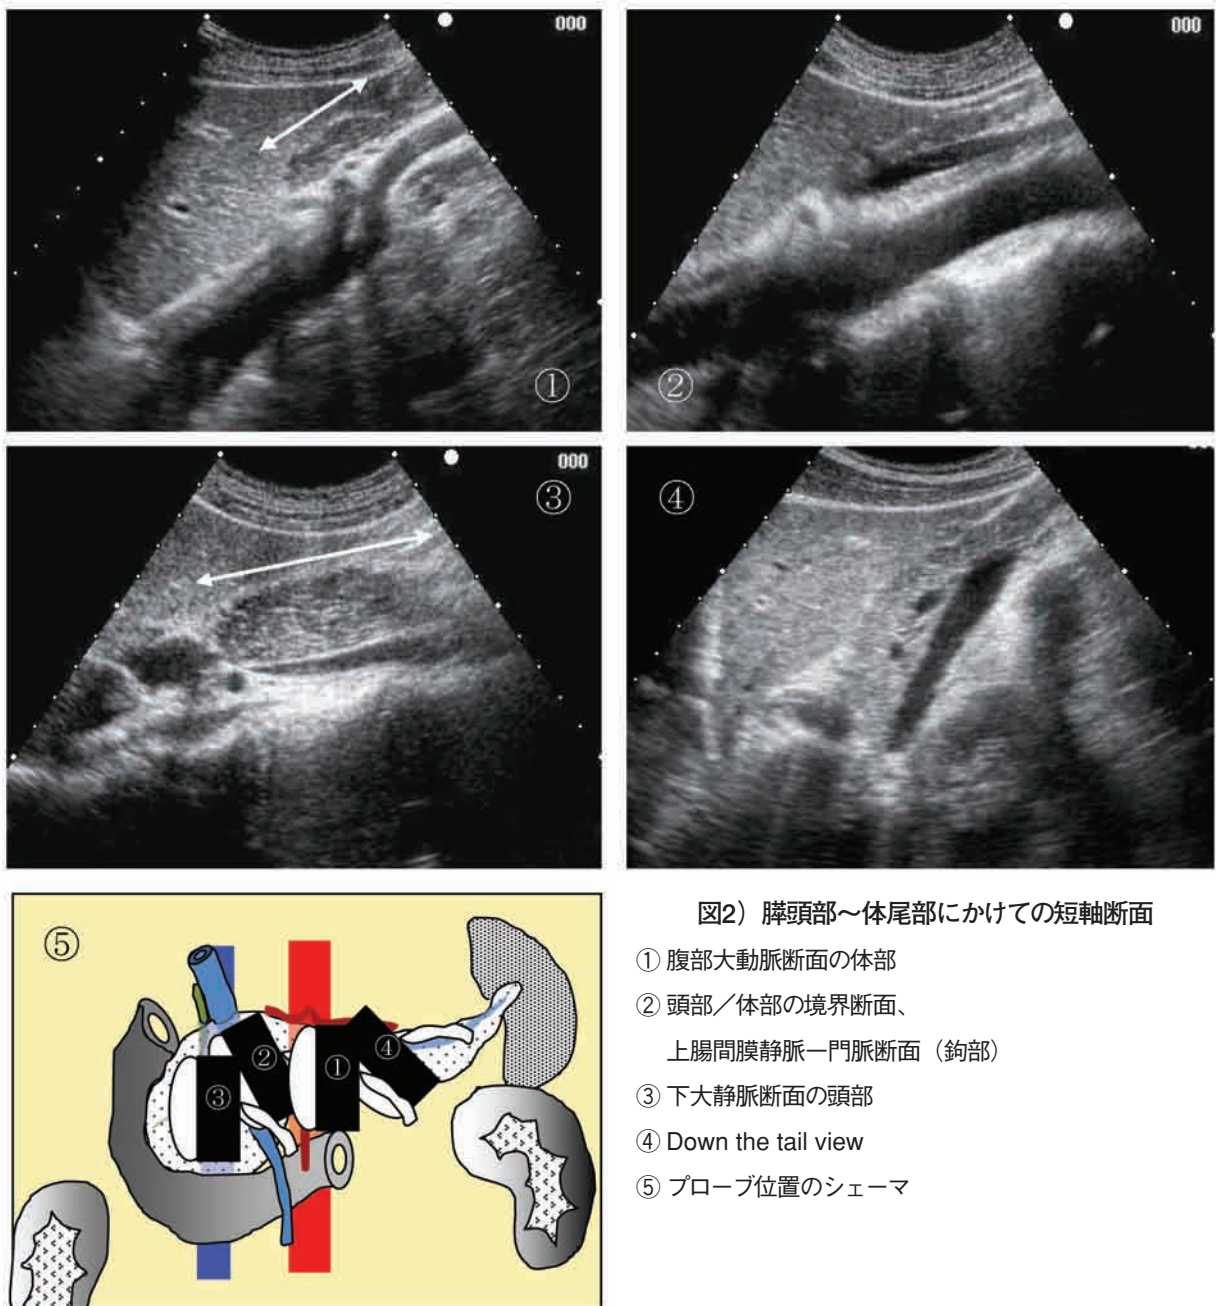 000
①
000
②
000
③
④
⑤
③
②
①
④
図2）膵頭部～体尾部にかけての短軸断面
① 腹部大動脈断面の体部
② 頭部／体部の境界断面、
上腸間膜静脈ー門脈断面（鉤部）
③ 下大静脈断面の頭部
④ Down the tail view
⑤ プローブ位置のシェーマ